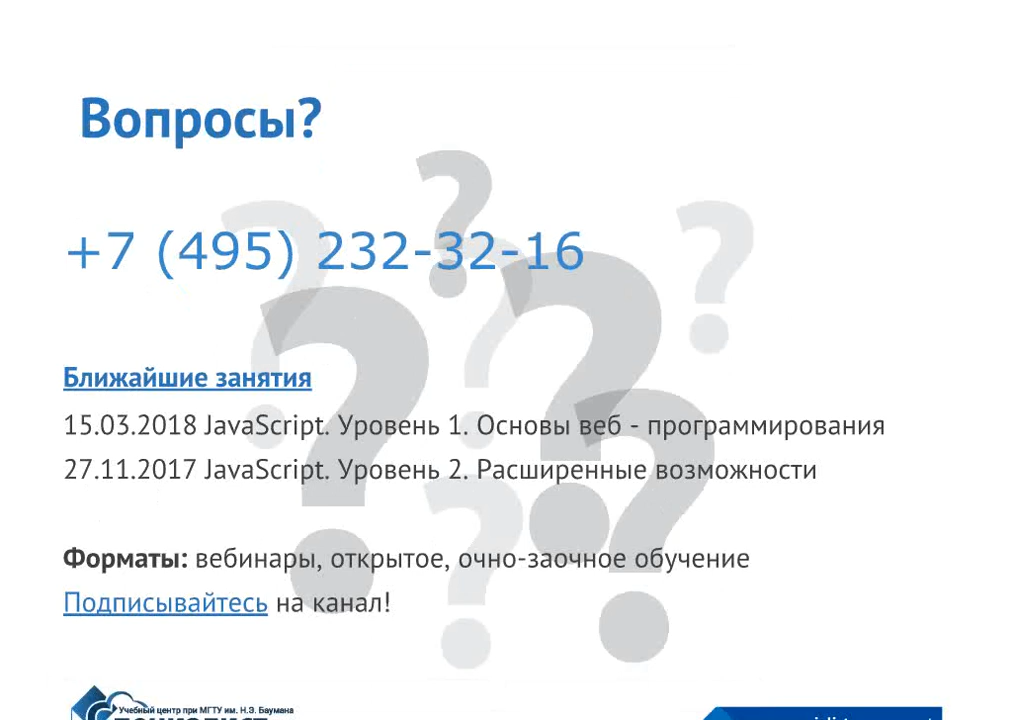 Вопросы?
+7 (495) 232-32-16
Ближайшие занятия
15.03.2018 JavaScript. Уровень 1. Основы веб - программирования
27.11.2017 JavaScript. Уровень 2. Расширенные возможности
Форматы: вебинары, открытое, очно-заочное обучение
Подписывайтесь на канал!
Учебный центр при МГТУ им. Н.Э. Баумана